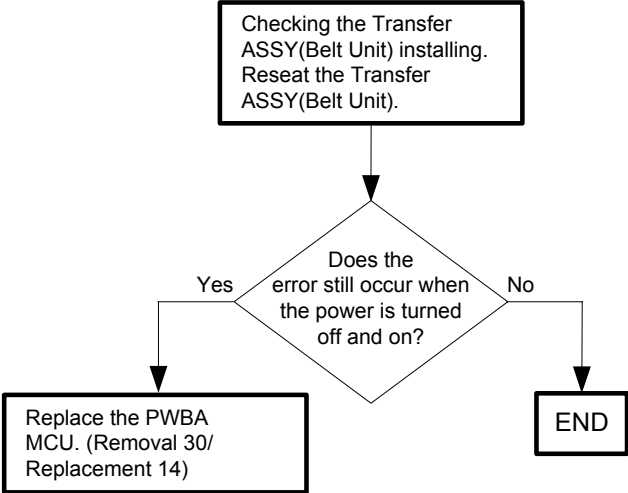 Checking the Transfer
ASSY(Belt Unit) installing.
Reseat the Transfer
ASSY(Belt Unit).
Does the
error still occur when
the power is turned
off and on?
Yes
No
Replace the PWBA
MCU. (Removal 30/
Replacement 14)
END